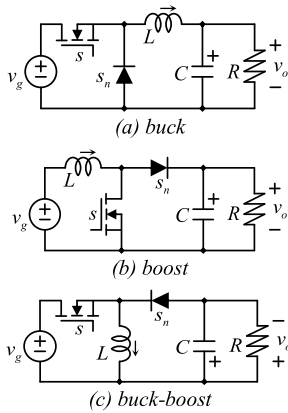 L
s
v_g
s_n
C
R
v_o
+
−
(a) buck
L
s_n
v_g
s
C
R
v_o
+
−
(b) boost
s
s_n
v_g
L
C
R
v_o
−
+
(c) buck-boost